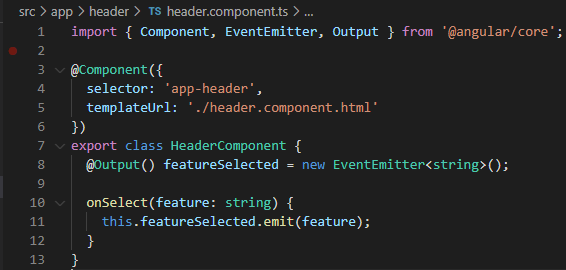 src > app > header > TS header.component.ts > ...
1 import { Component, EventEmitter, Output } from '@angular/core';
2
3 @Component({
4   selector: 'app-header',
5   templateUrl: './header.component.html'
6 })
7 export class HeaderComponent {
8   @Output() featureSelected = new EventEmitter<string>();
9
10   onSelect(feature: string) {
11     this.featureSelected.emit(feature);
12   }
13 }